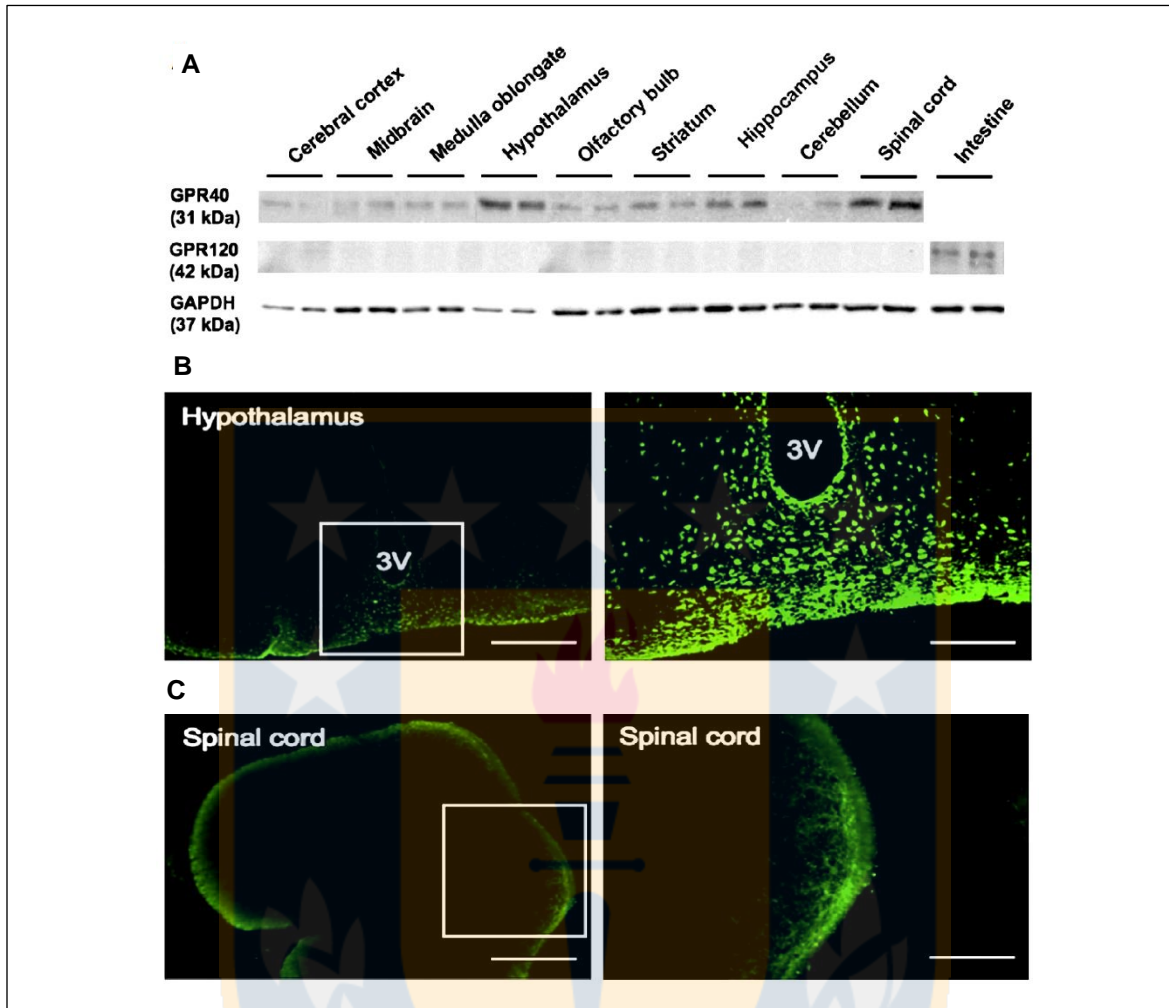 A
Cerebral cortex
Midbrain
Medulla oblongate
Hypothalamus
Olfactory bulb
Striatum
Hippocampus
Cerebellum
Spinal cord
Intestine
GPR40
(31 kDa)
GPR120
(42 kDa)
GAPDH
(37 kDa)
B
Hypothalamus
3V
3V
C
Spinal cord
Spinal cord